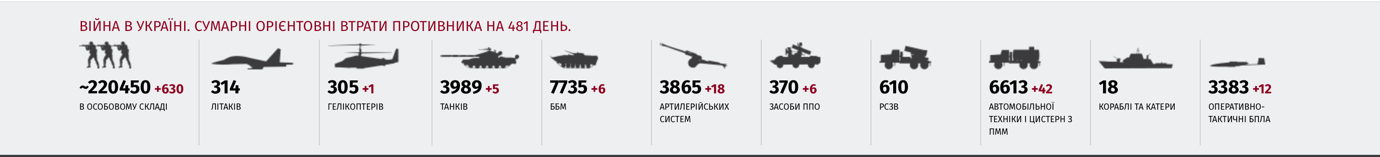 ВІЙНА В УКРАЇНІ. СУМАРНІ ОРІЄНТОВНІ ВТРАТИ ПРОТИВНИКА НА 481 ДЕНЬ.
~220450 +630
В ОСОБОВОМУ СКЛАДІ
314
ЛІТАКІВ
305 +1
ГЕЛІКОПТЕРІВ
3989 +5
ТАНКІВ
7735 +6
ББМ
3865 +18
АРТИЛЕРІЙСЬКИХ
СИСТЕМ
370 +6
ЗАСОБИ ППО
610
РСЗВ
6613 +42
АВТОМОБІЛЬНОЇ
ТЕХНІКИ І ЦИСТЕРН З
ПММ
18
КОРАБЛІ ТА КАТЕРИ
3383 +12
ОПЕРАТИВНО-
ТАКТИЧНІ БПЛА